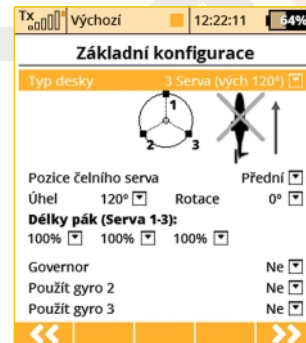 Tx Výchozí 12:22:11 64%
Základní konfigurace
Typ desky 3 Serva (vých 120°)
1
2 3
Pozice čelního serva Přední
Úhel 120° Rotace 0°
Délky pák (Serva 1-3):
100% 100% 100%
Governor Ne
Použít gyro 2 Ne
Použít gyro 3 Ne